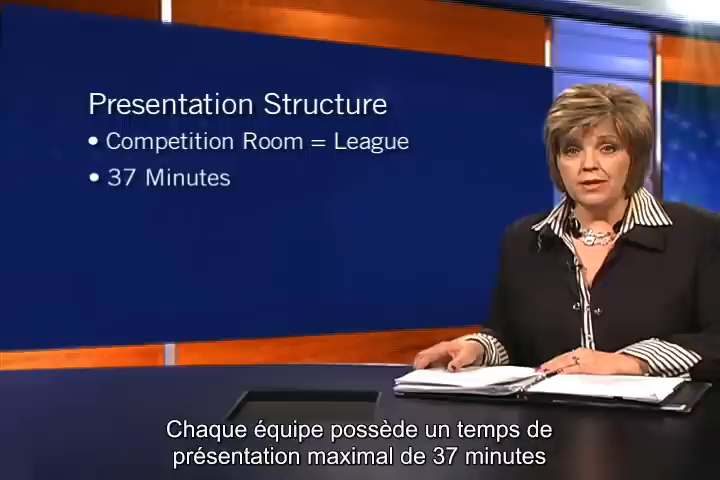 Presentation Structure
• Competition Room = League
• 37 Minutes
Chaque équipe possède un temps de
présentation maximal de 37 minutes